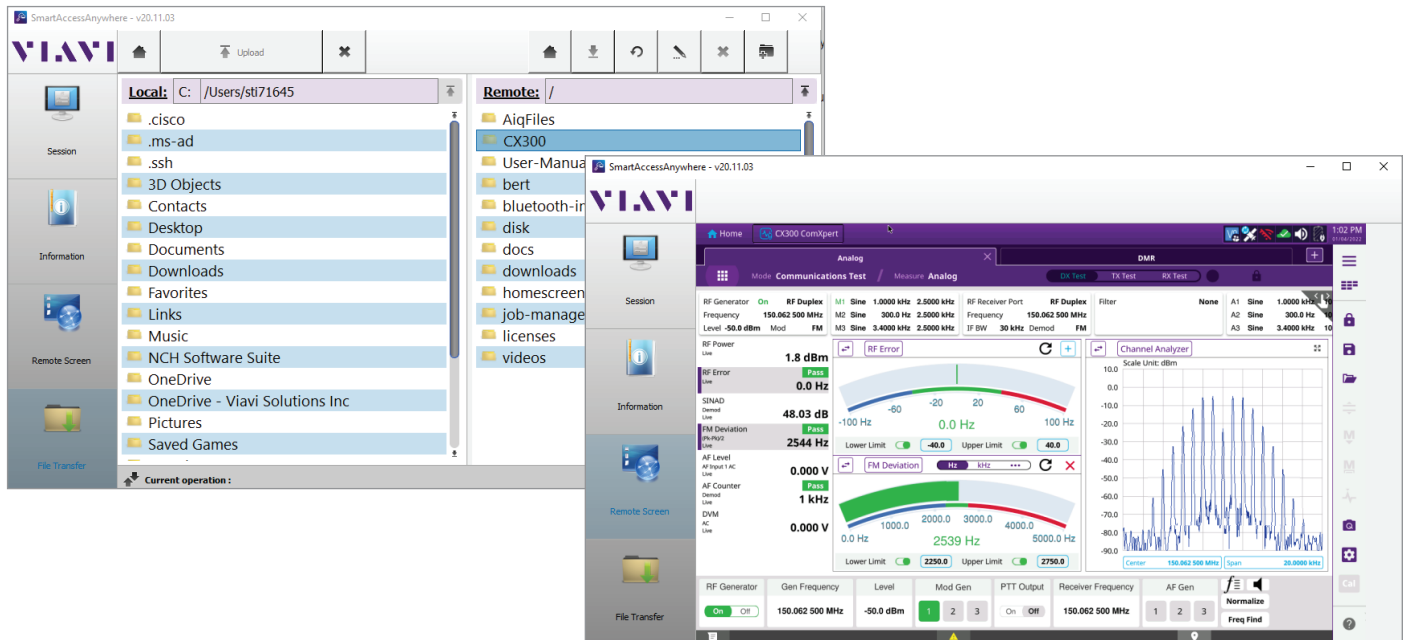 SmartAccessAnywhere - v20.11.03
VIAVI
Upload
Session
Information
Remote Screen
File Transfer
Local: C: /Users/sti71645
.cisco
.ms-ad
.ssh
3D Objects
Contacts
Desktop
Documents
Downloads
Favorites
Links
Music
NCH Software Suite
OneDrive
OneDrive - Viavi Solutions Inc
Pictures
Saved Games
Current operation :
Remote: /
AiqFiles
CX300
User-Manua
bert
bluetooth-in
disk
docs
downloads
homescreen
job-manage
licenses
videos
SmartAccessAnywhere - v20.11.03
VIAVI
Session
Information
Remote Screen
File Transfer
Home CX300 ComXpert
1:02 PM
01/04/2022
Analog DMR
Mode Communications Test / Measure Analog DX Test TX Test RX Test
RF Generator On RF Duplex
Frequency 150.062 500 MHz
Level -50.0 dBm Mod FM
M1 Sine 1.0000 kHz 2.5000 kHz
M2 Sine 300.0 Hz 2.5000 kHz
M3 Sine 3.4000 kHz 2.5000 kHz
RF Receiver Port RF Duplex
Frequency 150.062 500 MHz
IF BW 30 kHz Demod FM
Filter None
A1 Sine 1.0000 kHz 10
A2 Sine 300.0 Hz 10
A3 Sine 3.4000 kHz 10
RF Power
Live
1.8 dBm
RF Error Pass
Live
0.0 Hz
SINAD
Demod
Live
48.03 dB
FM Deviation Pass
(Pk-Pk)/2
Live
2544 Hz
AF Level
AF Input 1 AC
Live
0.000 V
AF Counter Pass
Demod
Live
1 kHz
DVM
AC
Live
0.000 V
RF Error
-100 Hz -60 -20 20 60 100 Hz
0.0 Hz
Lower Limit -40.0 Upper Limit 40.0
FM Deviation Hz kHz
0.0 Hz 1000.0 2000.0 3000.0 4000.0 5000.0 Hz
2539 Hz
Lower Limit 2250.0 Upper Limit 2750.0
Channel Analyzer
Scale Unit: dBm
10.0
0.0
-10.0
-20.0
-30.0
-40.0
-50.0
-60.0
-70.0
-80.0
-90.0
Center 150.062 500 MHz Span 20.0000 kHz
RF Generator
On Off
Gen Frequency
150.062 500 MHz
Level
-50.0 dBm
Mod Gen
1 2 3
PTT Output
On Off
Receiver Frequency
150.062 500 MHz
AF Gen
1 2 3
Normalize
Freq Find
M
M
Cal